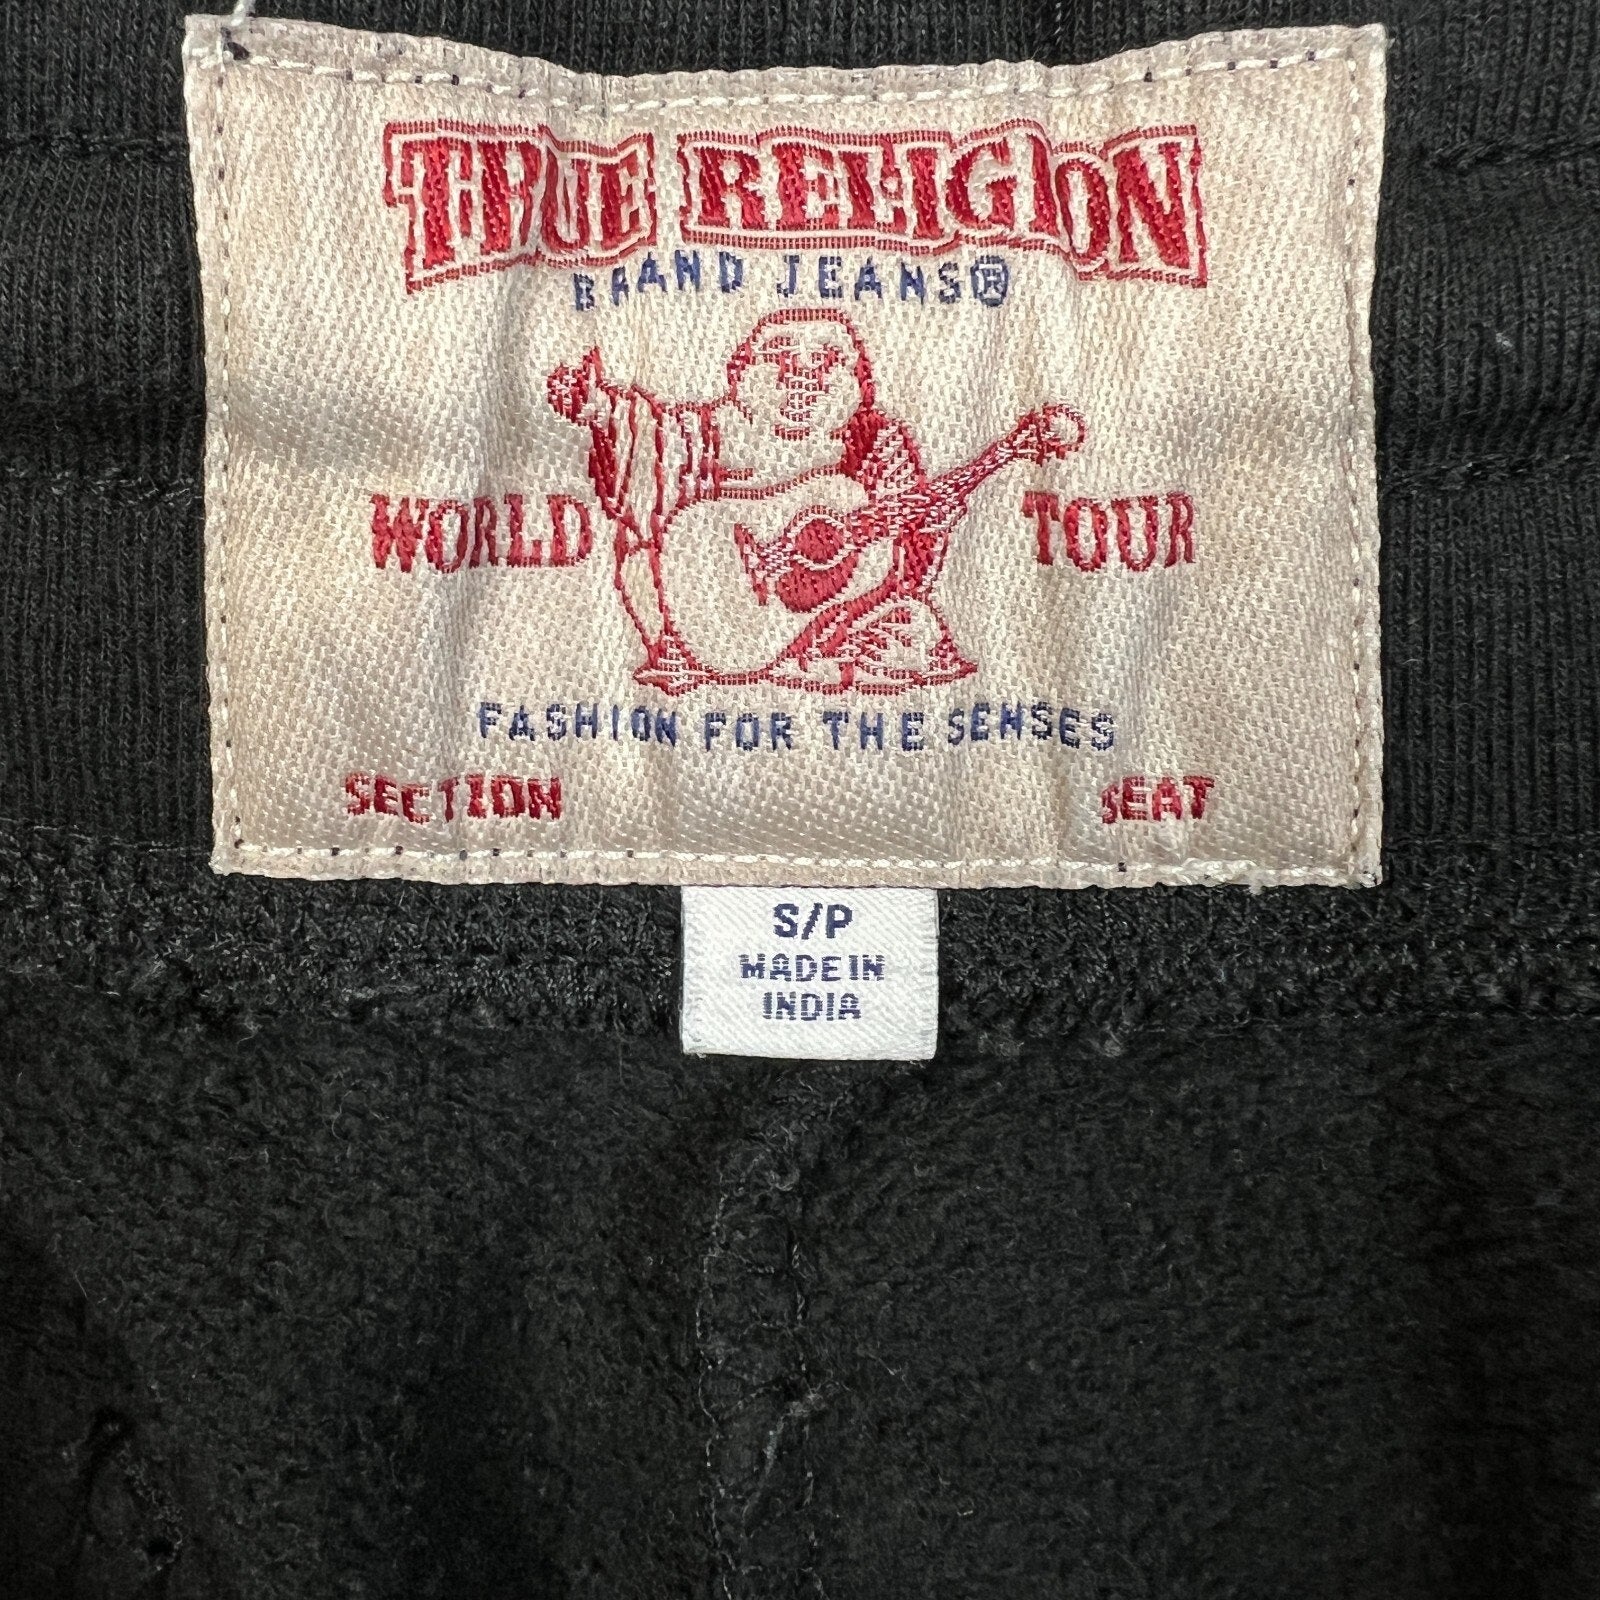 TRUE RELIGION
BRAND JEANS®
WORLD TOUR
FASHION FOR THE SENSES
SECTION SEAT
S/P
MADE IN
INDIA